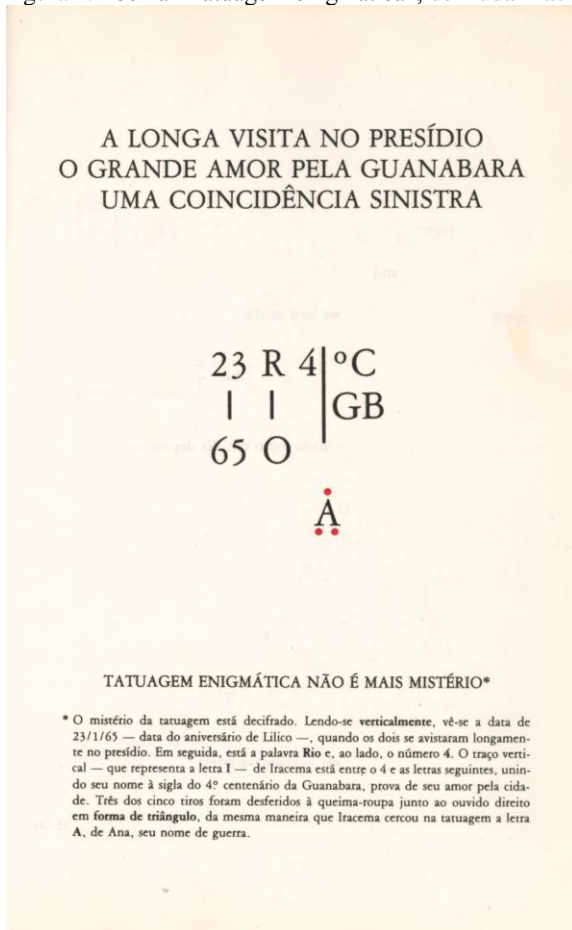 A LONGA VISITA NO PRESÍDIO
O GRANDE AMOR PELA GUANABARA
UMA COINCIDÊNCIA SINISTRA
23 R 4 | ºC
| | | GB
65 O
A
TATUAGEM ENIGMÁTICA NÃO É MAIS MISTÉRIO*
* O mistério da tatuagem está decifrado. Lendo-se verticalmente, vê-se a data de
23/1/65 — data do aniversário de Lilico —, quando os dois se avistaram longamen-
te no presídio. Em seguida, está a palavra Rio e, ao lado, o número 4. O traço verti-
cal — que representa a letra I — de Iracema está entre o 4 e as letras seguintes, unin-
do seu nome à sigla do 4º centenário da Guanabara, prova de seu amor pela cida-
de. Três dos cinco tiros foram desferidos à queima-roupa junto ao ouvido direito
em forma de triângulo, da mesma maneira que Iracema cercou na tatuagem a letra
A, de Ana, seu nome de guerra.